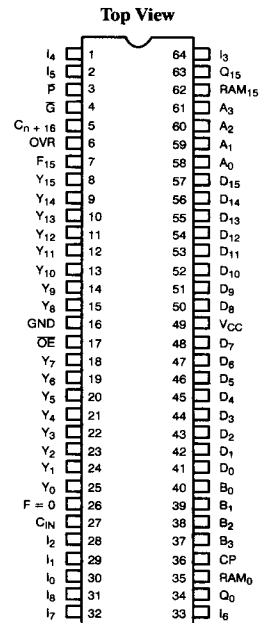 Top View
I₄ 1 64 I₃
I₅ 2 63 Q₁₅
P̅ 3 62 RAM₁₅
G̅ 4 61 A₃
Cₙ ₊ ₁₆ 5 60 A₂
OVR 6 59 A₁
F₁₅ 7 58 A₀
Y₁₅ 8 57 D₁₅
Y₁₄ 9 56 D₁₄
Y₁₃ 10 55 D₁₃
Y₁₂ 11 54 D₁₂
Y₁₁ 12 53 D₁₁
Y₁₀ 13 52 D₁₀
Y₉ 14 51 D₉
Y₈ 15 50 D₈
GND 16 49 V_CC
O̅E̅ 17 48 D₇
Y₇ 18 47 D₆
Y₆ 19 46 D₅
Y₅ 20 45 D₄
Y₄ 21 44 D₃
Y₃ 22 43 D₂
Y₂ 23 42 D₁
Y₁ 24 41 D₀
Y₀ 25 40 B₀
F = 0 26 39 B₁
C_IN 27 38 B₂
I₂ 28 37 B₃
I₁ 29 36 CP
I₀ 30 35 RAM₀
I₈ 31 34 Q₀
I₇ 32 33 I₆